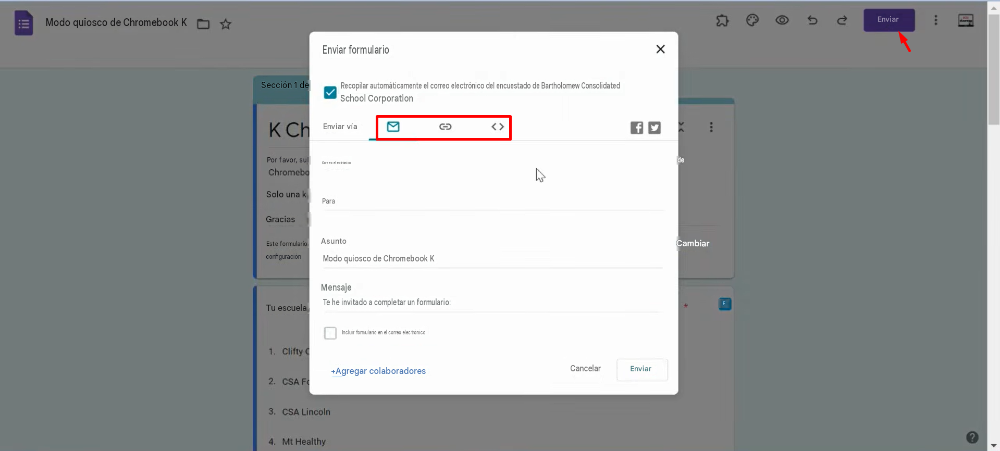 Modo quiosco de Chromebook K
Enviar
Enviar formulario
Sección 1 de
Recopilar automáticamente el correo electrónico del encuestado de Bartholomew Consolidated
School Corporation
Enviar vía
K Ch
Por favor, sul
Chromebo
de
Correo electrónico
Solo una k
Para
Gracias
Asunto
Este formulario
Cambiar
configuración
Modo quiosco de Chromebook K
Mensaje
Te he invitado a completar un formulario:
Tu escuela
*
F
Incluir formulario en el correo electrónico
1. Clifty C
+Agregar colaboradores
Cancelar
Enviar
2. CSA Fo
3. CSA Lincoln
4. Mt Healthy